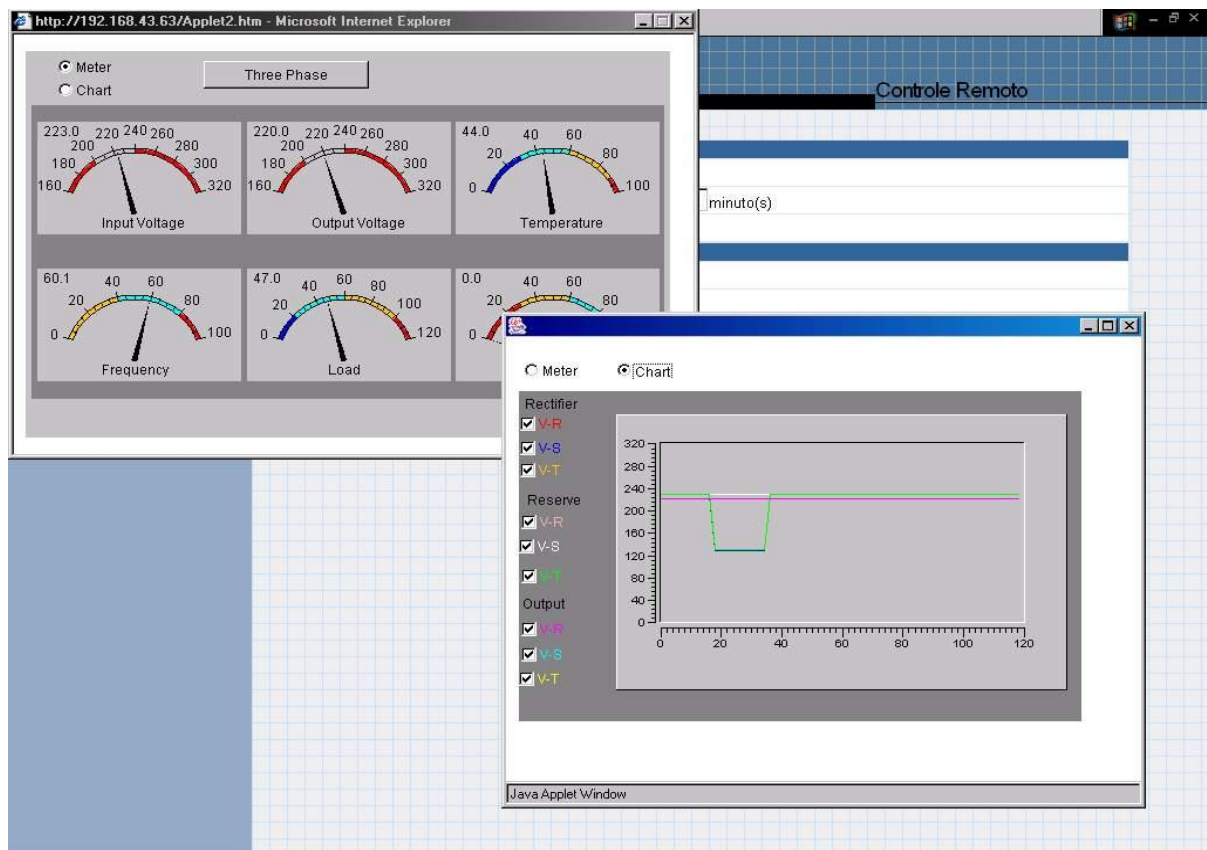 http://192.168.43.63/Applet2.htm - Microsoft Internet Explorer
Meter
Chart
Three Phase
223.0
160 180 200 220 240 260 280 300 320
Input Voltage
220.0
160 180 200 220 240 260 280 300 320
Output Voltage
44.0
0 20 40 60 80 100
Temperature
60.1
0 20 40 60 80 100
Frequency
47.0
0 20 40 60 80 100 120
Load
0.0
0 20 40 60 80
Controle Remoto
minuto(s)
Meter
Chart
Rectifier
V-R
V-S
V-T
Reserve
V-R
V-S
V-T
Output
V-R
V-S
V-T
320
280
240
200
160
120
80
40
0
0 20 40 60 80 100 120
Java Applet Window